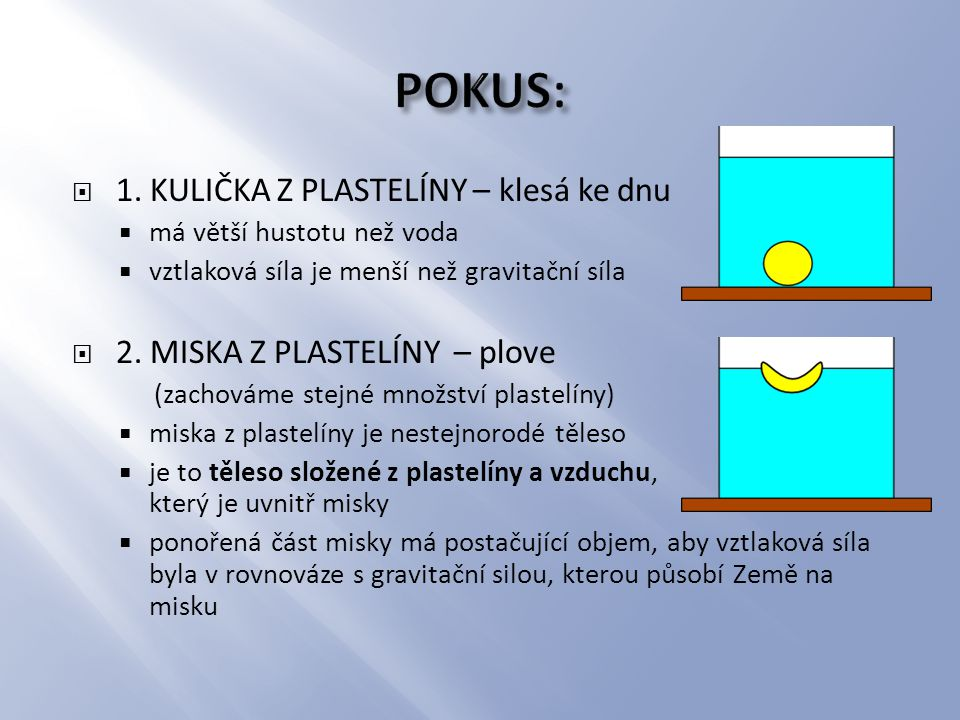 POKUS:
1. KULIČKA Z PLASTELÍNY – klesá ke dnu
má větší hustotu než voda
vztlaková síla je menší než gravitační síla
2. MISKA Z PLASTELÍNY – plove
(zachováme stejné množství plastelíny)
miska z plastelíny je nestejnorodé těleso
je to těleso složené z plastelíny a vzduchu,
který je uvnitř misky
ponořená část misky má postačující objem, aby vztlaková síla
byla v rovnováze s gravitační silou, kterou působí Země na
misku